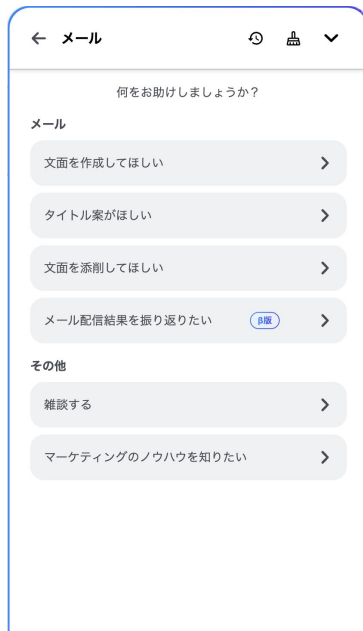 メール
何をお助けしましょうか？
メール
文面を作成してほしい
タイトル案がほしい
文面を添削してほしい
メール配信結果を振り返りたい β版
その他
雑談する
マーケティングのノウハウを知りたい